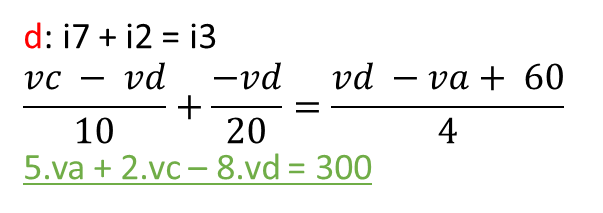 d: i7 + i2 = i3
vc − vd / 10 + −vd / 20 = vd − va + 60 / 4
5.va + 2.vc – 8.vd = 300